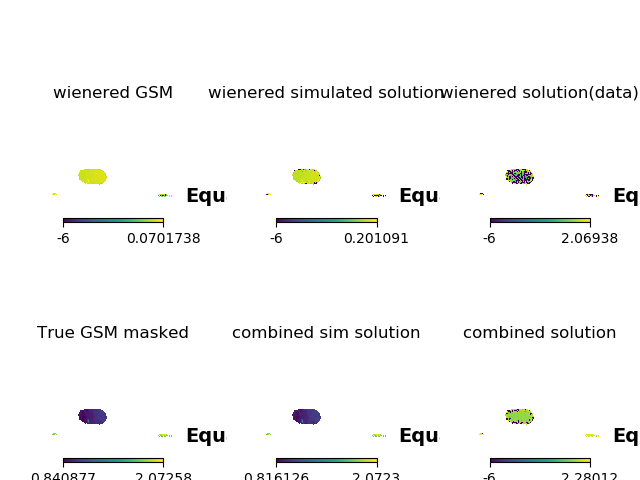 wienered GSM
wienered simulated solution
wienered solution(data)
Equ
Equ
Eq
-6 0.0701738
-6 0.201091
-6 2.06938
True GSM masked
combined sim solution
combined solution
Equ
Equ
Eq
0.840877 2.07258
0.816126 2.0723
-6 2.28012